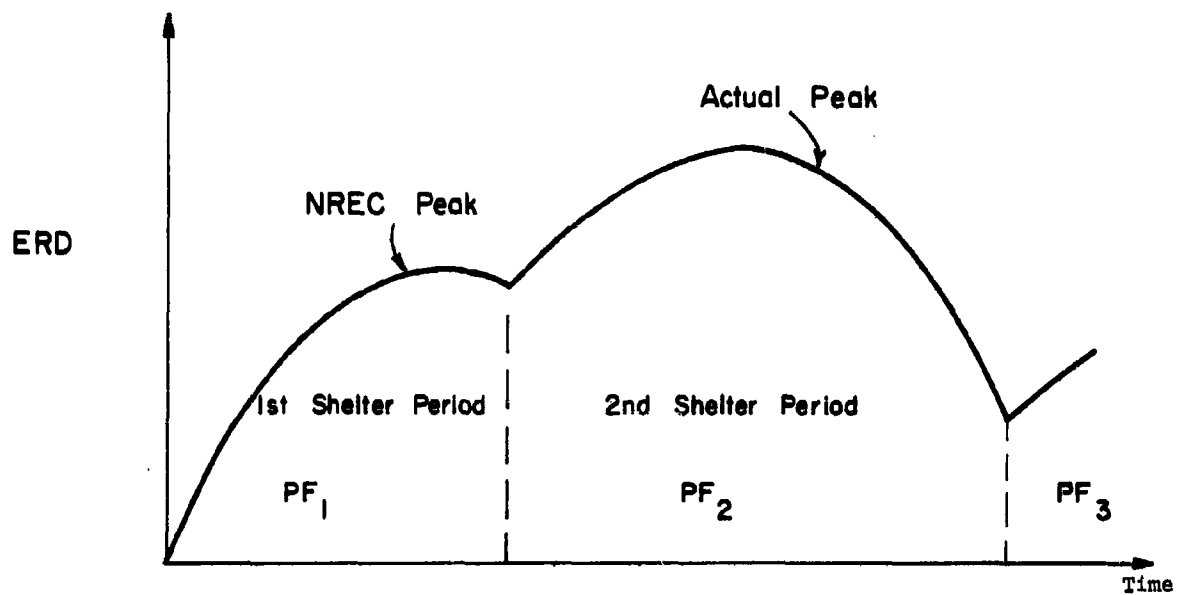 Actual Peak
NREC Peak
ERD
1st Shelter Period
2nd Shelter Period
PF1
PF2
PF3
Time